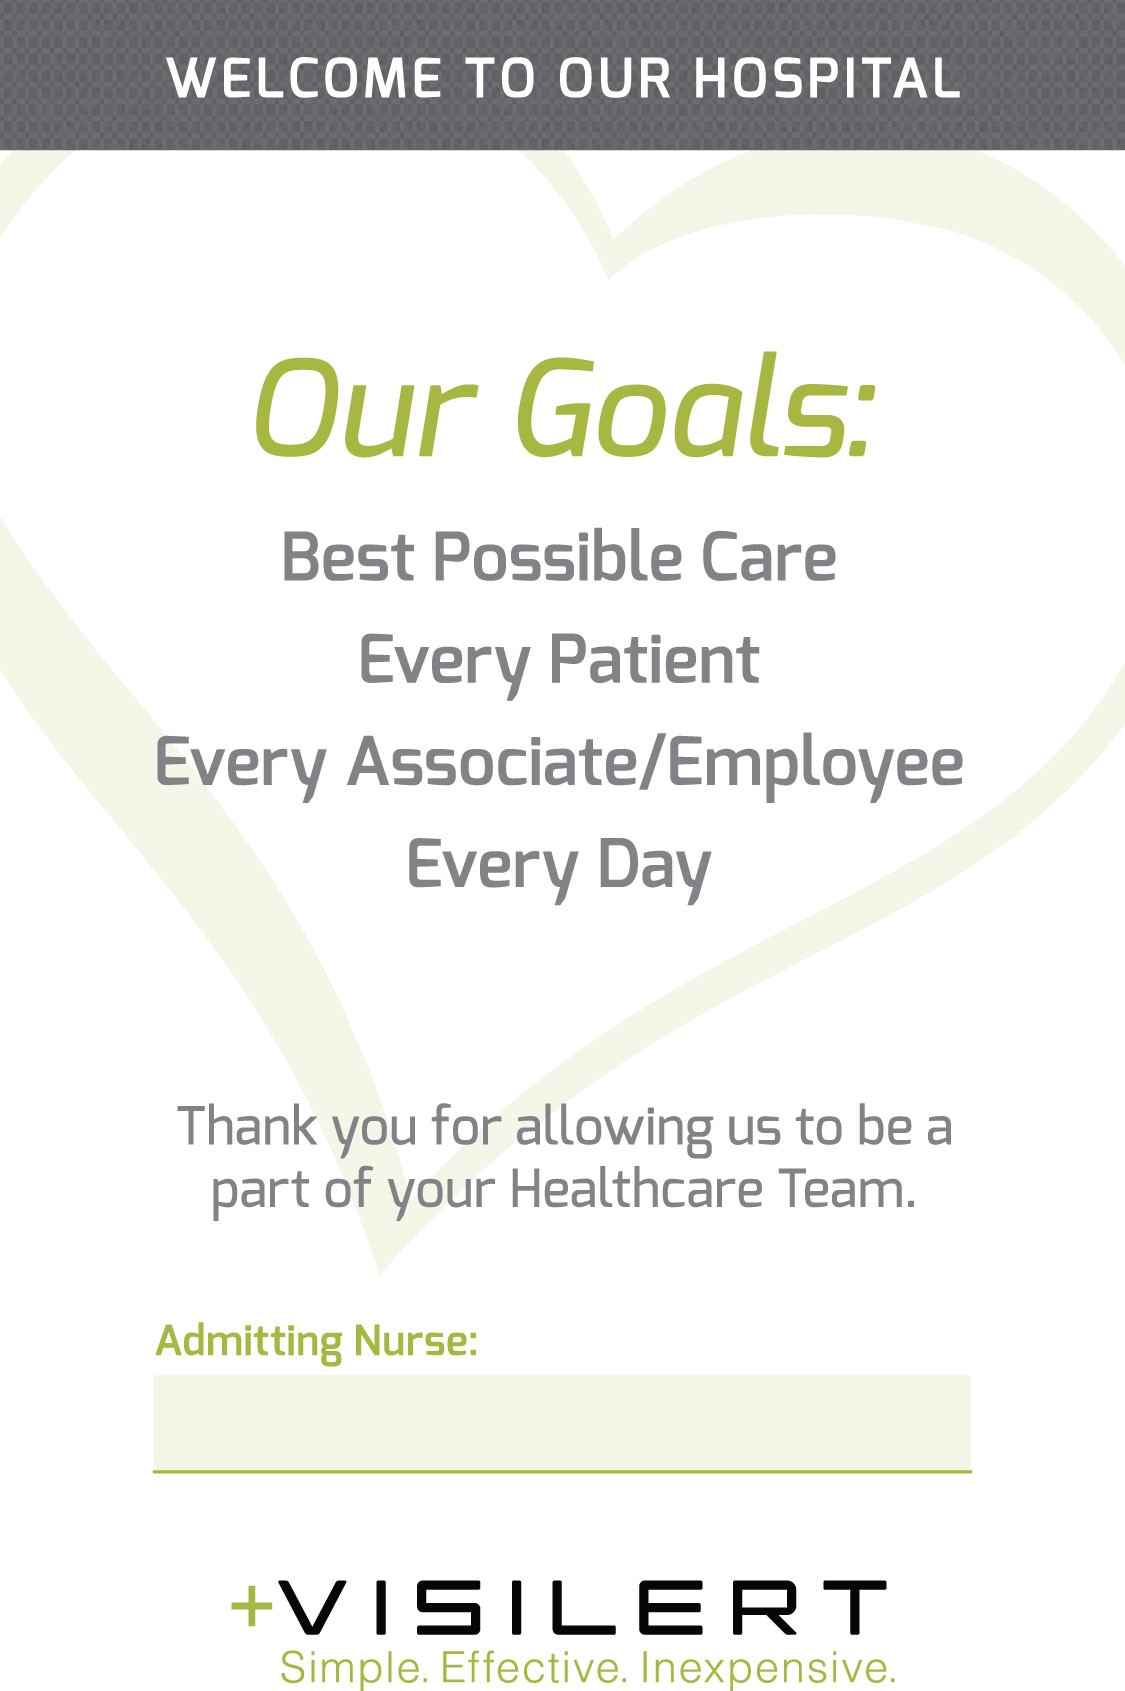 WELCOME TO OUR HOSPITAL
Our Goals:
Best Possible Care
Every Patient
Every Associate/Employee
Every Day
Thank you for allowing us to be a
part of your Healthcare Team.
Admitting Nurse:
+VISILERT
Simple. Effective. Inexpensive.